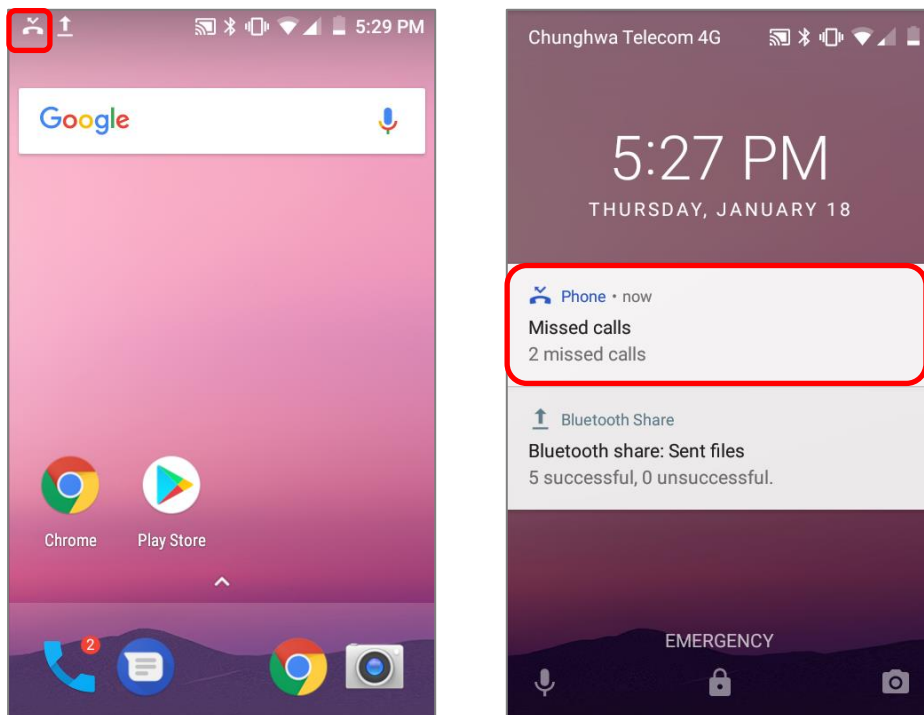 5:29 PM
Google
Chrome
Play Store
2
Chunghwa Telecom 4G
5:27 PM
THURSDAY, JANUARY 18
Phone • now
Missed calls
2 missed calls
Bluetooth Share
Bluetooth share: Sent files
5 successful, 0 unsuccessful.
EMERGENCY